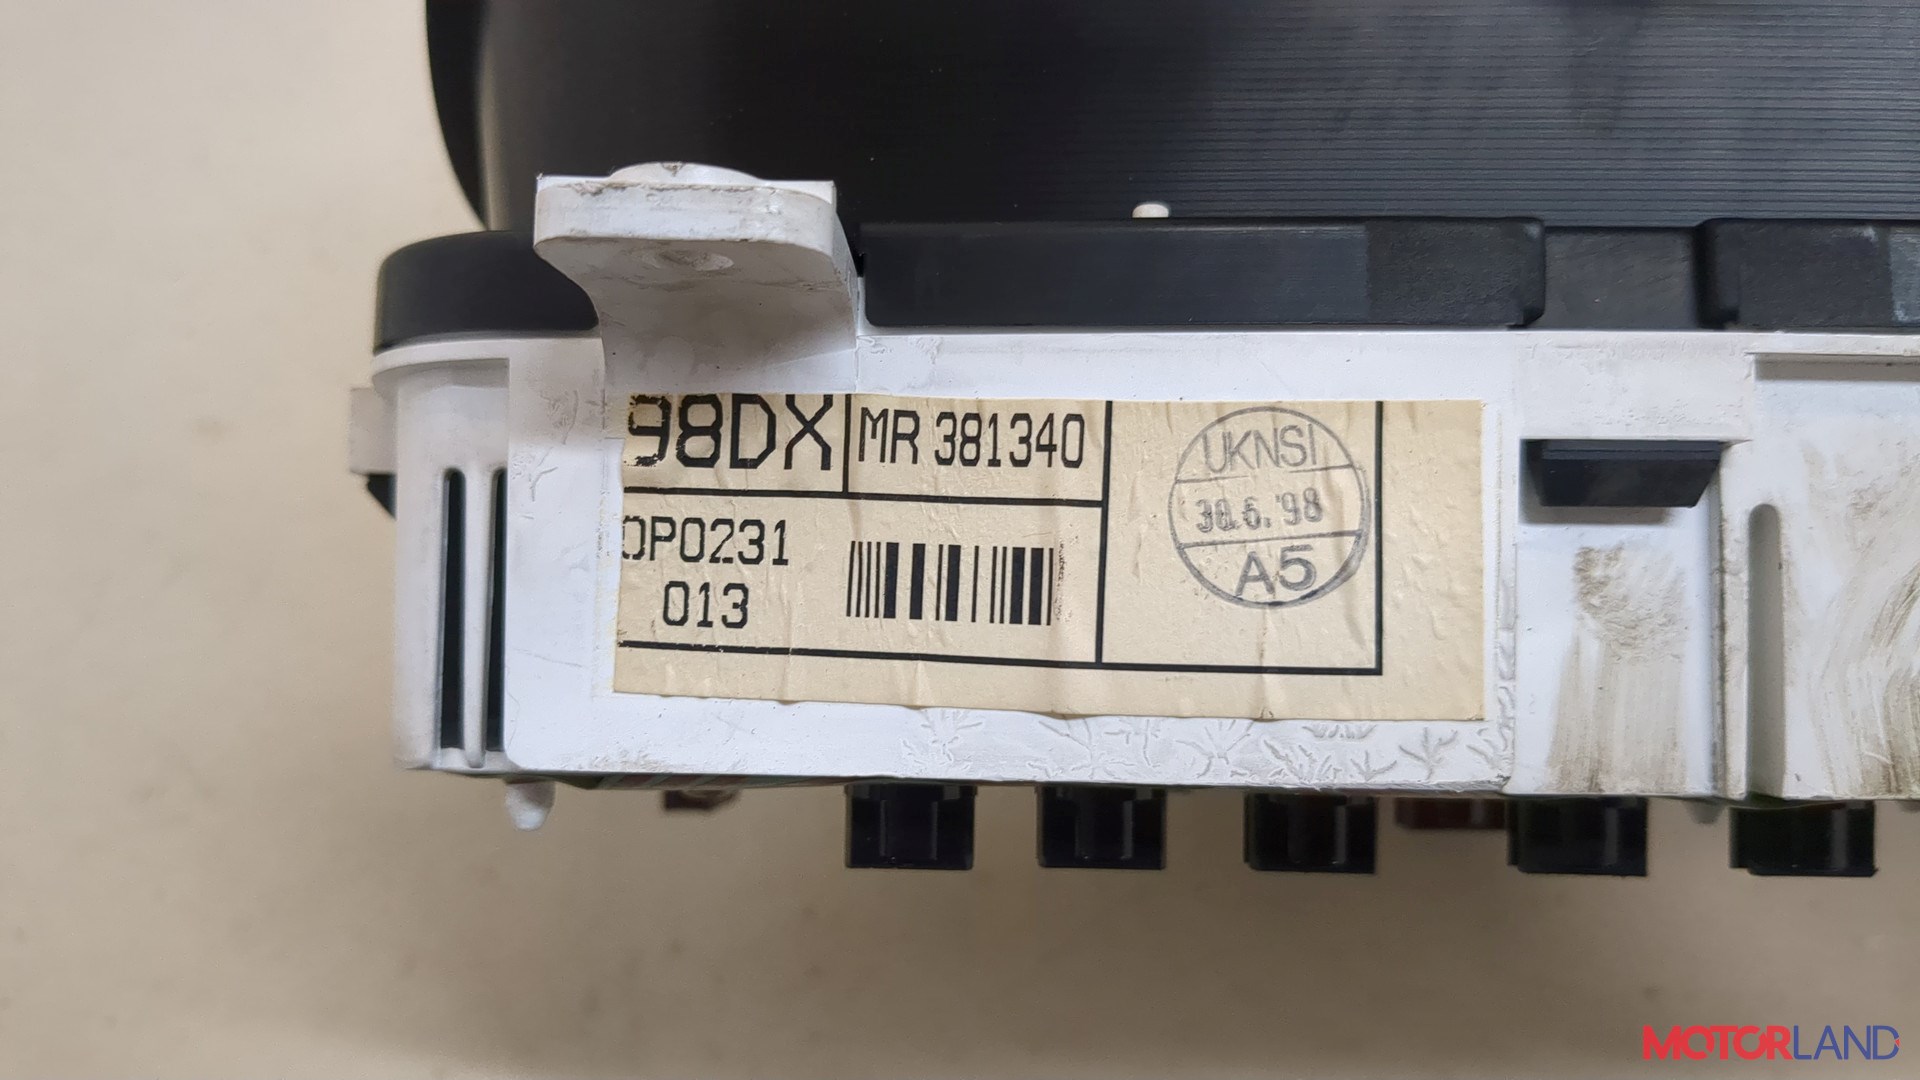 98DX
MR 381340
0P0231
013
UKNSI
30.6.'98
A5
MOTORLAND